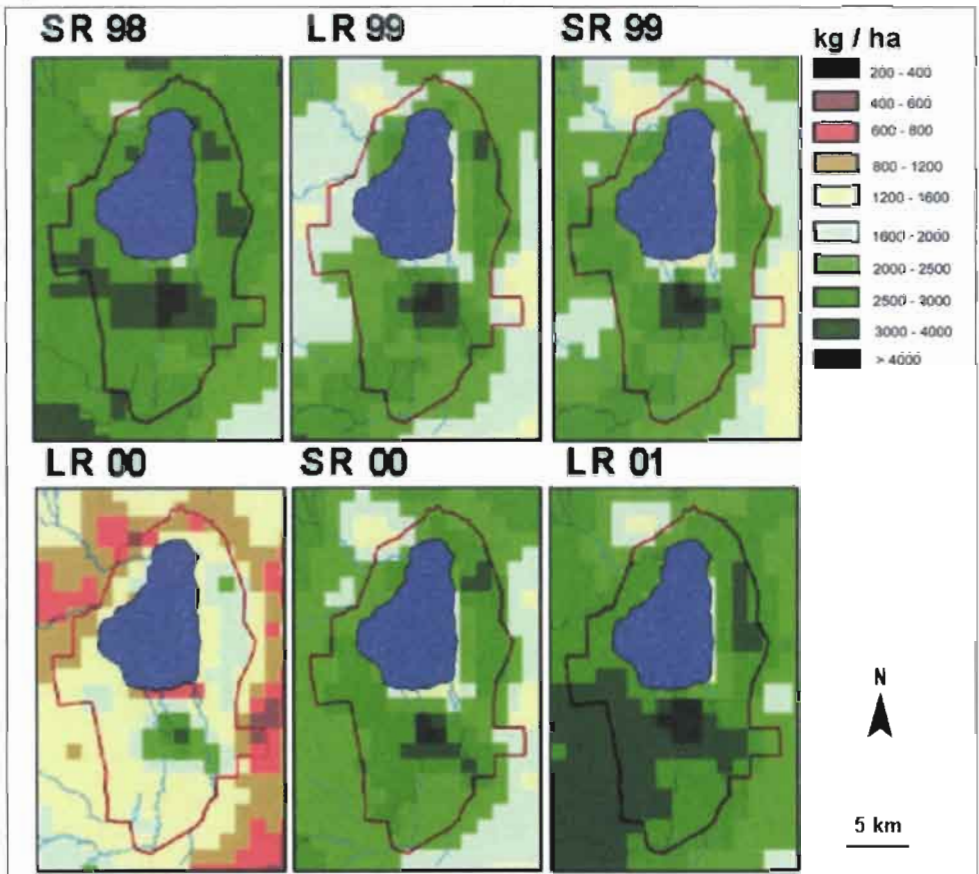 SR 98
LR 99
SR 99
kg / ha
200 - 400
400 - 600
600 - 800
800 - 1200
1200 - 1600
1600 - 2000
2000 - 2500
2500 - 3000
3000 - 4000
> 4000
LR 00
SR 00
LR 01
N
5 km